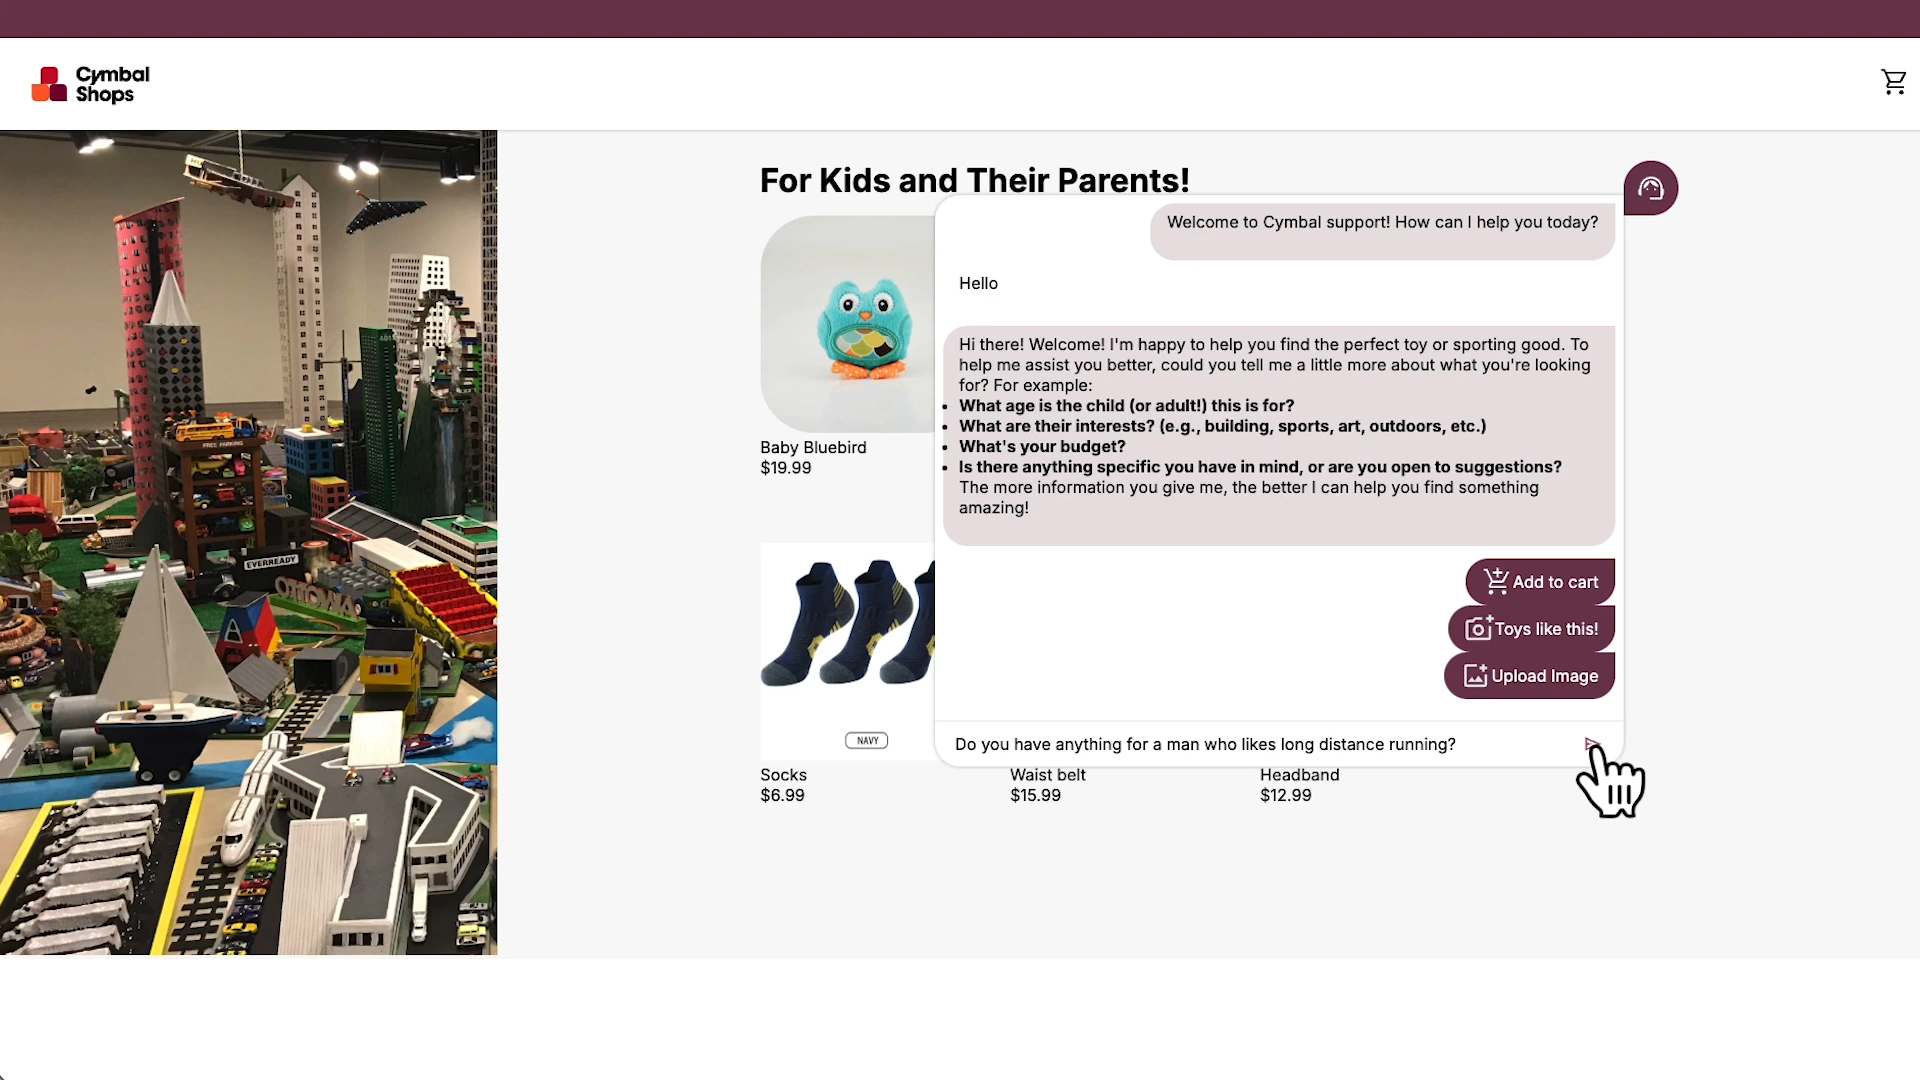 Cymbal
Shops
For Kids and Their Parents!
Welcome to Cymbal support! How can I help you today?
Hello
Hi there! Welcome! I'm happy to help you find the perfect toy or sporting good. To
help me assist you better, could you tell me a little more about what you're looking
for? For example:
What age is the child (or adult!) this is for?
What are their interests? (e.g., building, sports, art, outdoors, etc.)
What's your budget?
Is there anything specific you have in mind, or are you open to suggestions?
The more information you give me, the better I can help you find something
amazing!
Add to cart
Toys like this!
Upload Image
Do you have anything for a man who likes long distance running?
Baby Bluebird
$19.99
NAVY
Socks
$6.99
Waist belt
$15.99
Headband
$12.99
FREE PARKING
EVERREADY